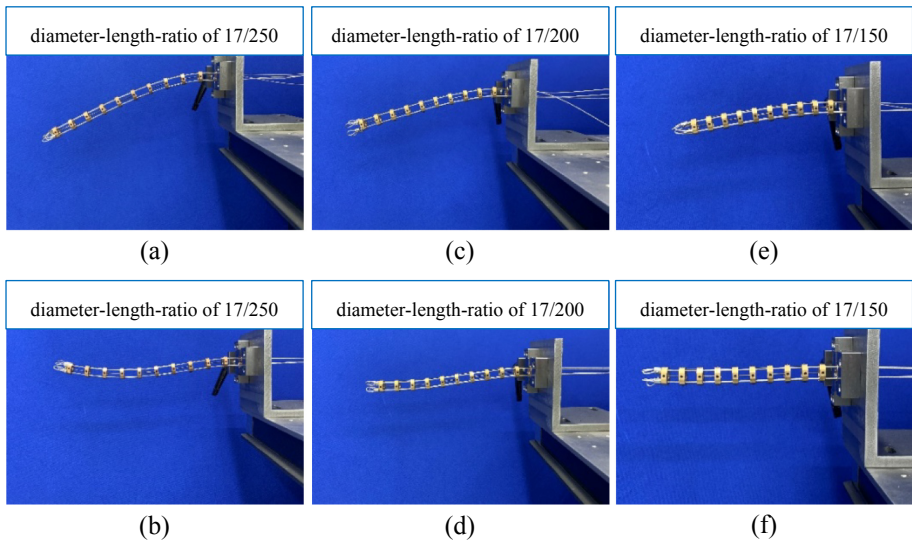 diameter-length-ratio of 17/250
diameter-length-ratio of 17/200
diameter-length-ratio of 17/150
(a)
(c)
(e)
diameter-length-ratio of 17/250
diameter-length-ratio of 17/200
diameter-length-ratio of 17/150
(b)
(d)
(f)